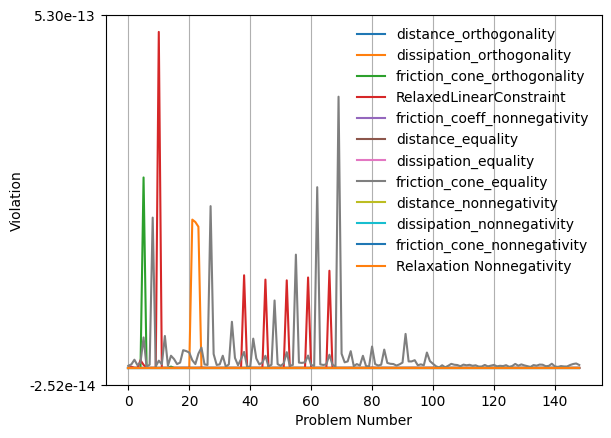 5.30e-13
-2.52e-14
Violation
distance_orthogonality
dissipation_orthogonality
friction_cone_orthogonality
RelaxedLinearConstraint
friction_coeff_nonnegativity
distance_equality
dissipation_equality
friction_cone_equality
distance_nonnegativity
dissipation_nonnegativity
friction_cone_nonnegativity
Relaxation Nonnegativity
0 20 40 60 80 100 120 140
Problem Number